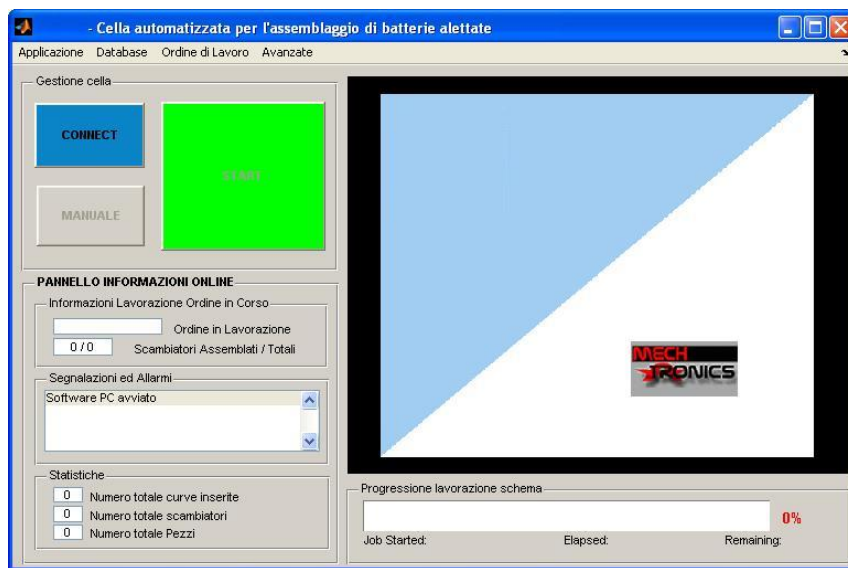 - Cella automatizzata per l'assemblaggio di batterie alettate
Applicazione Database Ordine di Lavoro Avanzate
Gestione cella
CONNECT
START
MANUALE
PANNELLO INFORMAZIONI ONLINE
Informazioni Lavorazione Ordine in Corso
Ordine in Lavorazione
0 / 0 Scambiatori Assemblati / Totali
Segnalazioni ed Allarmi
Software PC avviato
Statistiche
0 Numero totale curve inserite
0 Numero totale scambiatori
0 Numero totale Pezzi
MECH
TRONICS
Progressione lavorazione schema
0%
Job Started: Elapsed: Remaining: